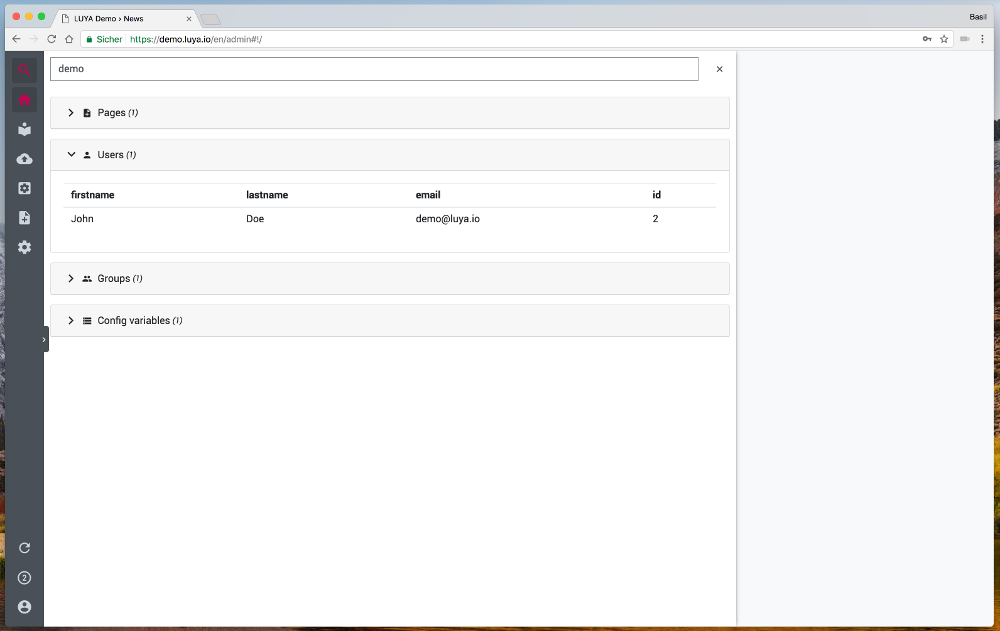 LUYA Demo › News
Basil
Sicher https://demo.luya.io/en/admin#!/
demo
Pages (1)
Users (1)
firstname lastname email id
John Doe demo@luya.io 2
Groups (1)
Config variables (1)
2